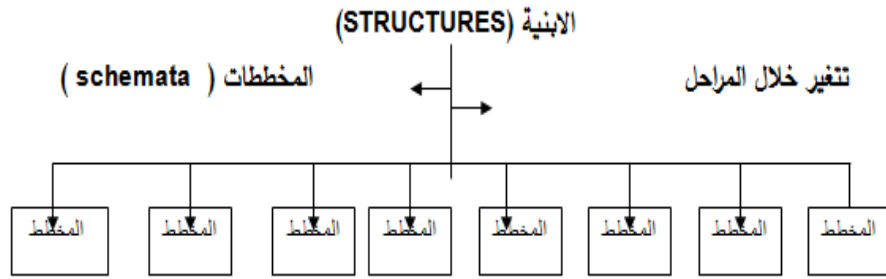 الابنية (STRUCTURES)
تتغير خلال المراحل
المخططات ( schemata )
المخطط
المخطط
المخطط
المخطط
المخطط
المخطط
المخطط
المخطط